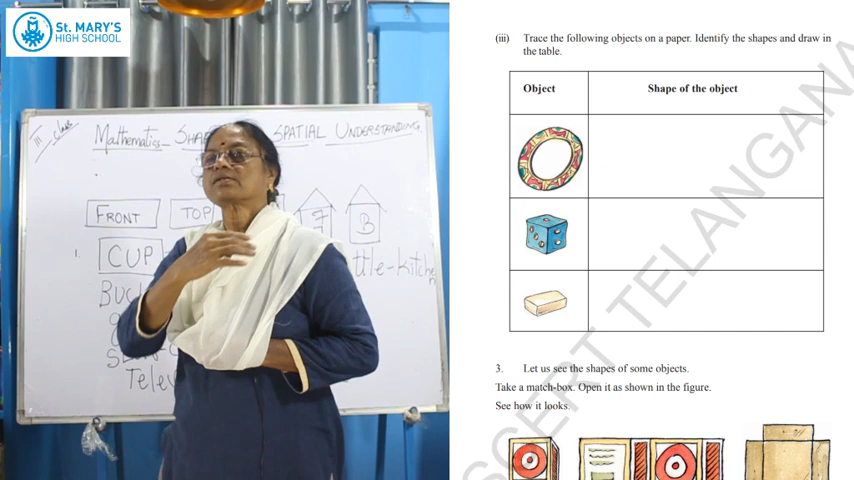 St. MARY'S
HIGH SCHOOL
III class
Mathematics - SPATIAL UNDERSTANDING
FRONT TOP 7 B
1. CUP
ttle-kitchen
(iii) Trace the following objects on a paper. Identify the shapes and draw in
the table.
Object Shape of the object
3. Let us see the shapes of some objects.
Take a match-box. Open it as shown in the figure.
See how it looks.
SCERT TELANGANA